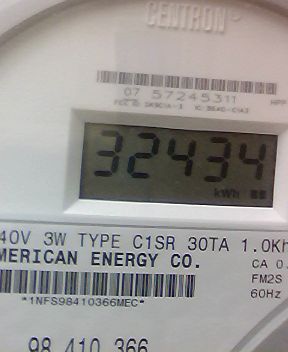 CENTRON
07 57245311
HPP
32434
kWh
40V 3W TYPE C1SR 30TA 1.0Kh
MERICAN ENERGY CO.
CA 0.
FM2S
60Hz
*1NFS98410366MEC*
98 410 366